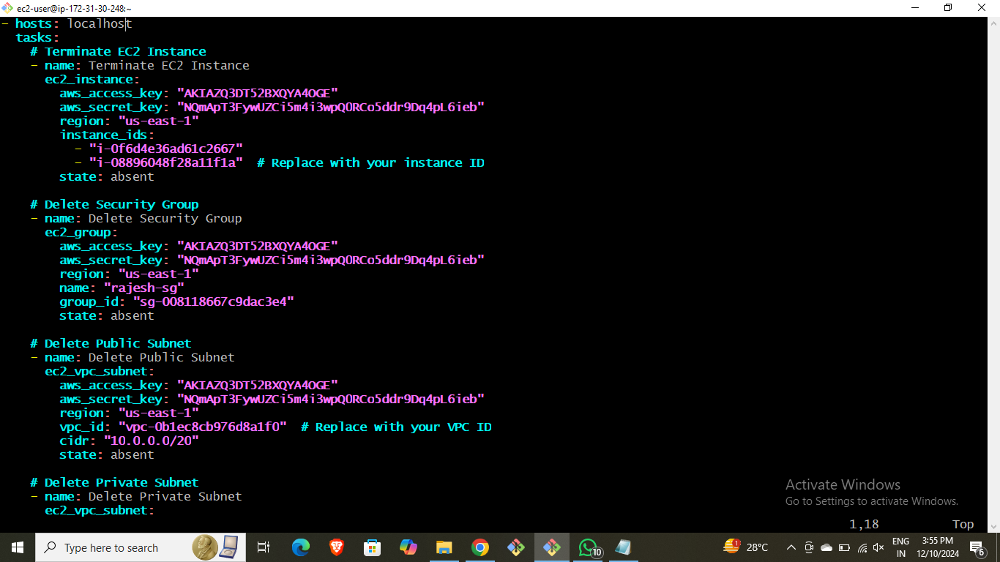 ec2-user@ip-172-31-30-248:~
- hosts: localhost
tasks:
# Terminate EC2 Instance
- name: Terminate EC2 Instance
ec2_instance:
aws_access_key: "AKIAZQ3DT52BXQYA4OGE"
aws_secret_key: "NQmApT3FywUZCi5m4i3wpQ0RCo5ddr9Dq4pL6ieb"
region: "us-east-1"
instance_ids:
- "i-0f6d4e36ad61c2667"
- "i-08896048f28a11f1a" # Replace with your instance ID
state: absent
# Delete Security Group
- name: Delete Security Group
ec2_group:
aws_access_key: "AKIAZQ3DT52BXQYA4OGE"
aws_secret_key: "NQmApT3FywUZCi5m4i3wpQ0RCo5ddr9Dq4pL6ieb"
region: "us-east-1"
name: "rajesh-sg"
group_id: "sg-008118667c9dac3e4"
state: absent
# Delete Public Subnet
- name: Delete Public Subnet
ec2_vpc_subnet:
aws_access_key: "AKIAZQ3DT52BXQYA4OGE"
aws_secret_key: "NQmApT3FywUZCi5m4i3wpQ0RCo5ddr9Dq4pL6ieb"
region: "us-east-1"
vpc_id: "vpc-0b1ec8cb976d8a1f0" # Replace with your VPC ID
cidr: "10.0.0.0/20"
state: absent
# Delete Private Subnet
- name: Delete Private Subnet
ec2_vpc_subnet:
Activate Windows
Go to Settings to activate Windows.
1,18 Top
Type here to search
10
1
28°C
ENG
IN
3:55 PM
12/10/2024
6